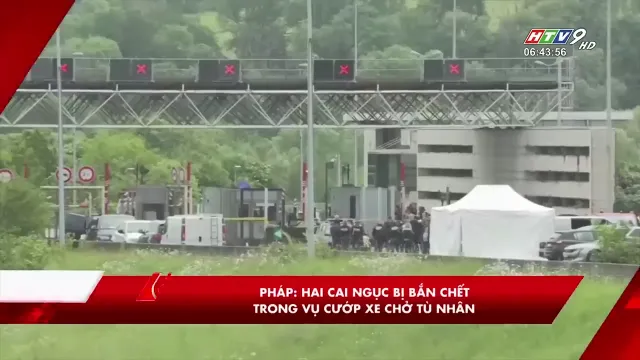 HTV9 HD
06:43:56
PHÁP: HAI CAI NGỤC BỊ BẮN CHẾT
TRONG VỤ CƯỚP XE CHỞ TÙ NHÂN